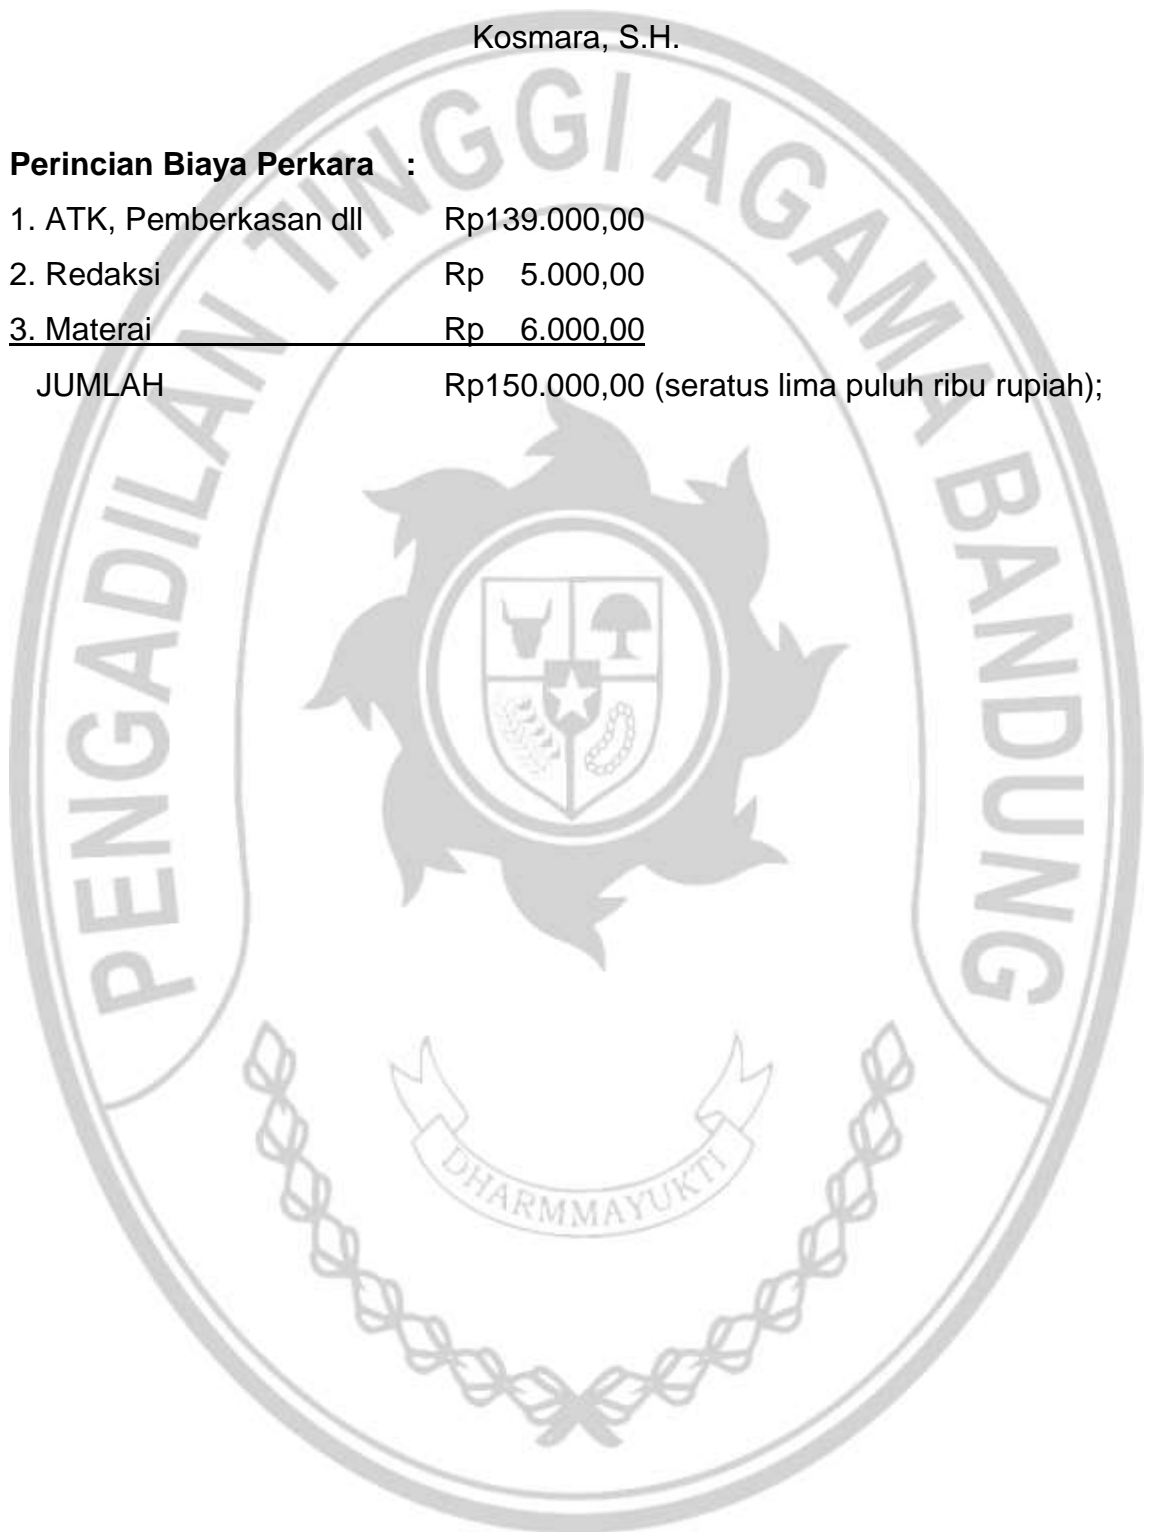 Kosmara, S.H.
Perincian Biaya Perkara :
1. ATK, Pemberkasan dll Rp139.000,00
2. Redaksi Rp 5.000,00
3. Materai Rp 6.000,00
JUMLAH Rp150.000,00 (seratus lima puluh ribu rupiah);
PENGADILAN TINGGI AGAMA BANDUNG
DHARMMAYUKTI